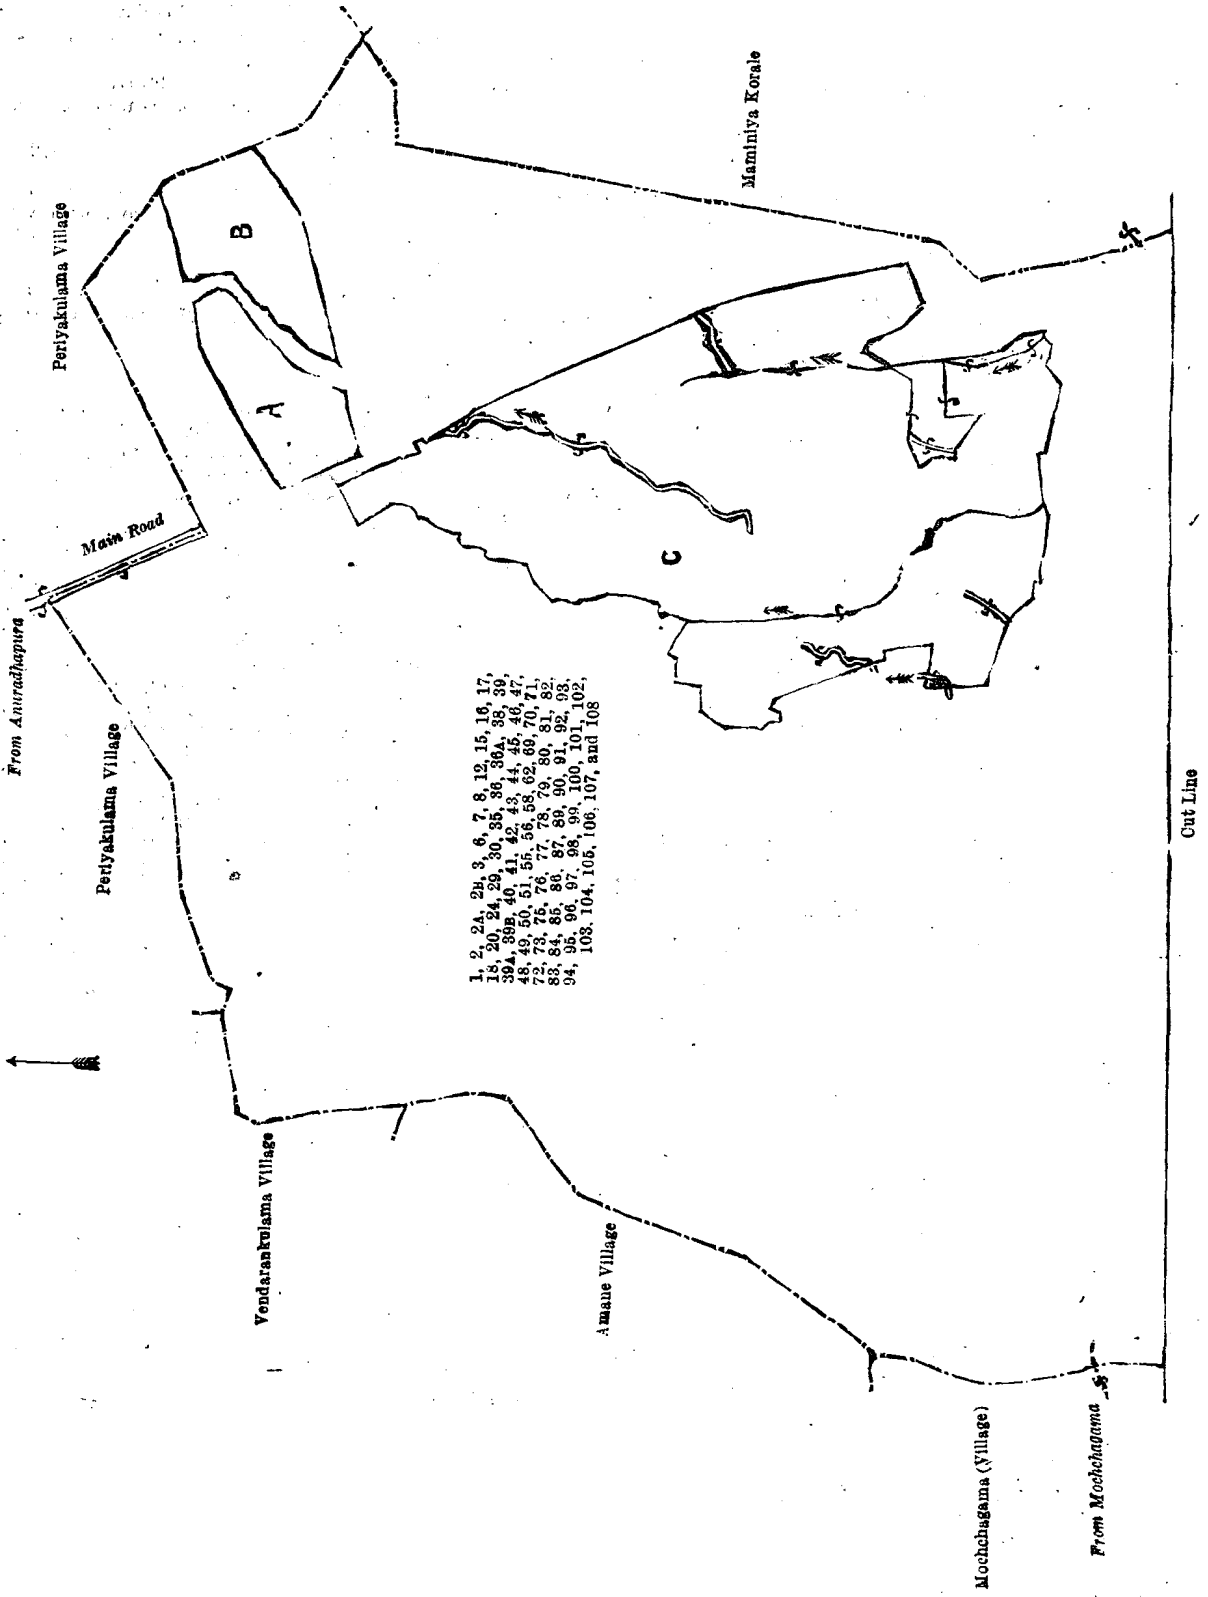 From Anuradhapura
Main Road
Periyakulama Village
Periyakulama Village
Vendarankulama Village
A
B
Maminiya Korale
C
1, 2, 2A, 2B, 3, 6, 7, 8, 12, 15, 16, 17,
18, 20, 24, 29, 30, 35, 36, 36A, 38, 39,
39A, 39B, 40, 41, 42, 43, 44, 45, 46, 47,
48, 49, 50, 51, 55, 56, 58, 62, 69, 70, 71,
72, 73, 75, 76, 77, 78, 79, 80, 81, 82,
83, 84, 85, 86, 87, 89, 90, 91, 92, 93,
94, 95, 96, 97, 98, 99, 100, 101, 102,
103, 104, 105, 106, 107, and 108
Amane Village
Mochchagama (Village)
From Mochchagama
Cut Line